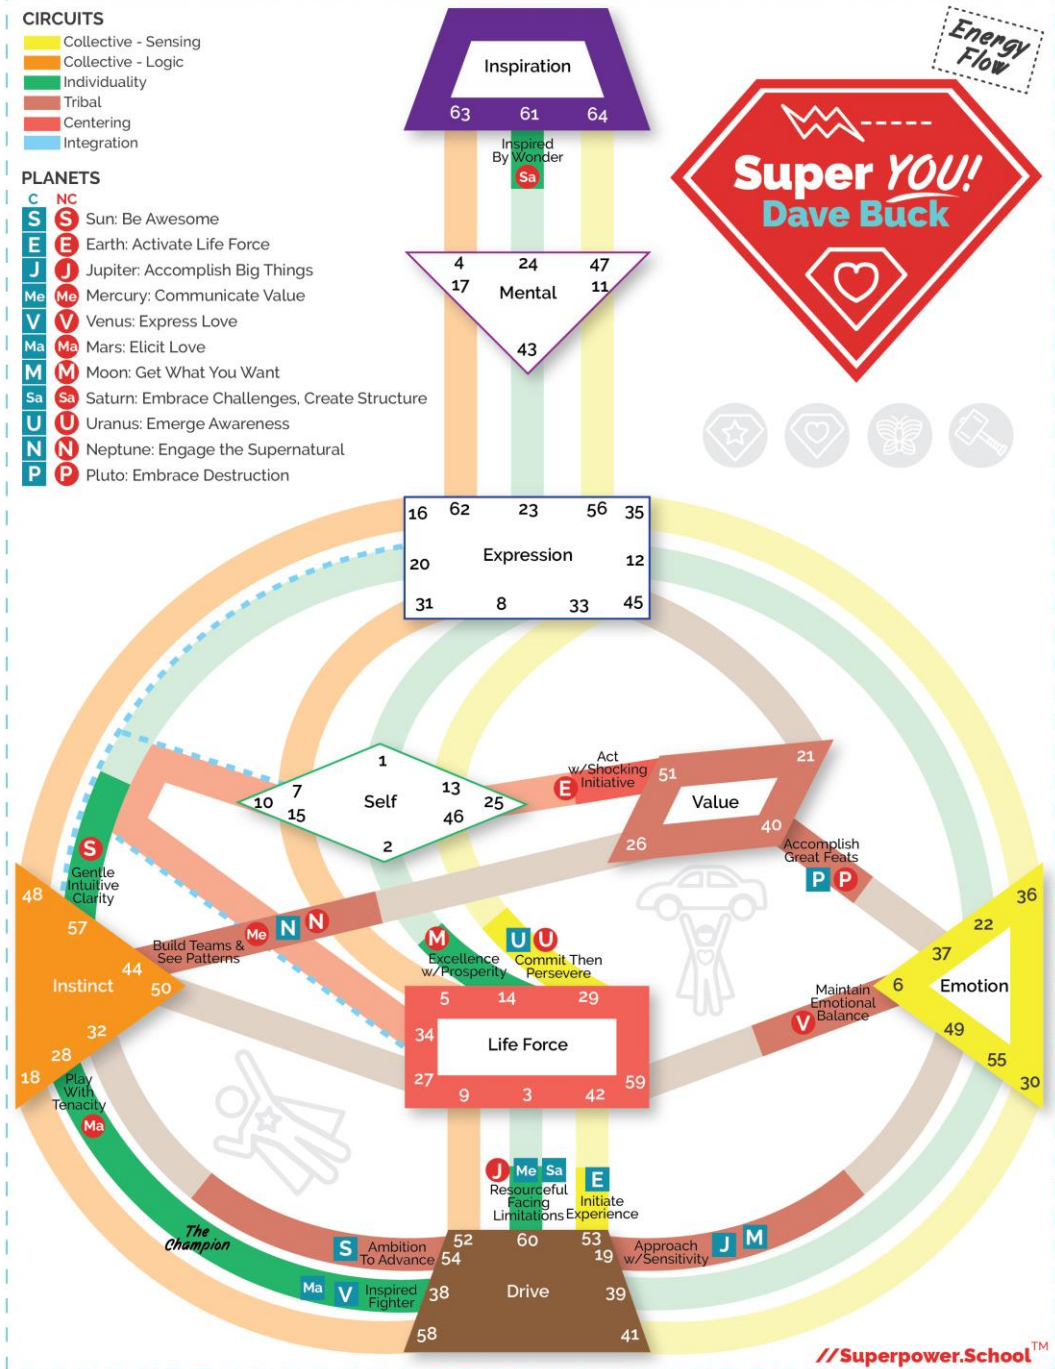 CIRCUITS
Collective - Sensing
Collective - Logic
Individuality
Tribal
Centering
Integration
PLANETS
C NC
S S Sun: Be Awesome
E E Earth: Activate Life Force
J J Jupiter: Accomplish Big Things
Me Me Mercury: Communicate Value
V V Venus: Express Love
Ma Ma Mars: Elicit Love
M M Moon: Get What You Want
Sa Sa Saturn: Embrace Challenges, Create Structure
U U Uranus: Emerge Awareness
N N Neptune: Engage the Supernatural
P P Pluto: Embrace Destruction
Energy
Flow
Super YOU!
Dave Buck
Inspiration
63 61 64
Inspired
By Wonder
Sa
4 24 47
17 Mental 11
43
16 62 23 56 35
20 Expression 12
31 8 33 45
1
7 13
10 Self 25
15 46
2
Act
w/Shocking
Initiative
E
51 21
Value
26 40
Accomplish
Great Feats
P P
S
Gentle
Intuitive
Clarity
48
57
44
Instinct 50
32
28
18
Build Teams &
See Patterns
Me N N
M
Excellence
w/Prosperity
U U
Commit Then
Persevere
5 14 29
34 Life Force
27 59
9 3 42
36
22
37
6 Emotion
49
55
30
Maintain
Emotional
Balance
V
Play
With
Tenacity
Ma
The
Champion
J Me Sa
Resourceful
Facing
Limitations
E
Initiate
Experience
S Ambition
To Advance
Ma V Inspired
Fighter
Approach
w/Sensitivity
J M
52 60 53
54 19
38 Drive 39
58 41
//Superpower.School™